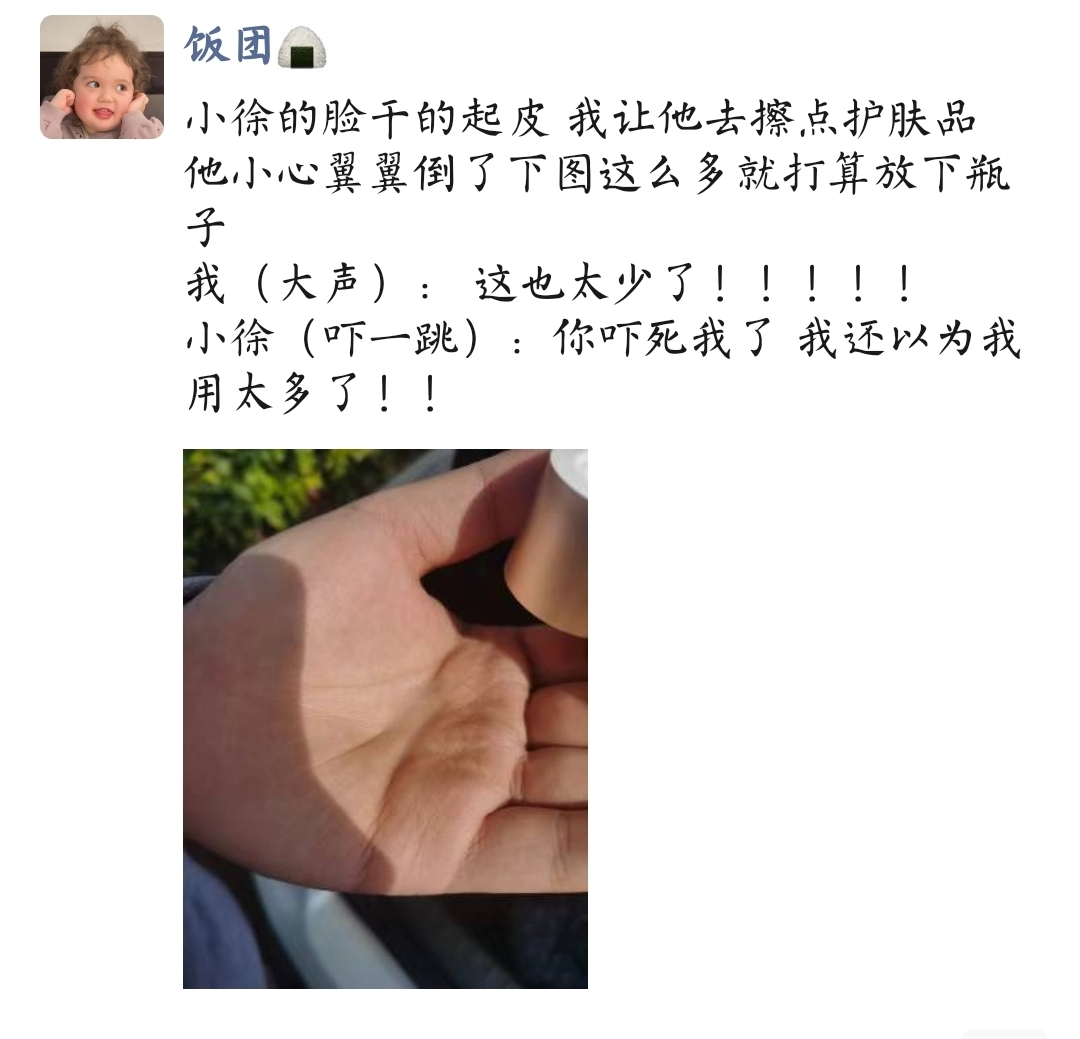 饭团🍙
小徐的脸干的起皮 我让他去擦点护肤品
他小心翼翼倒了下图这么多就打算放下瓶
子
我（大声）： 这也太少了！！！！！
小徐（吓一跳）：你吓死我了 我还以为我
用太多了！！